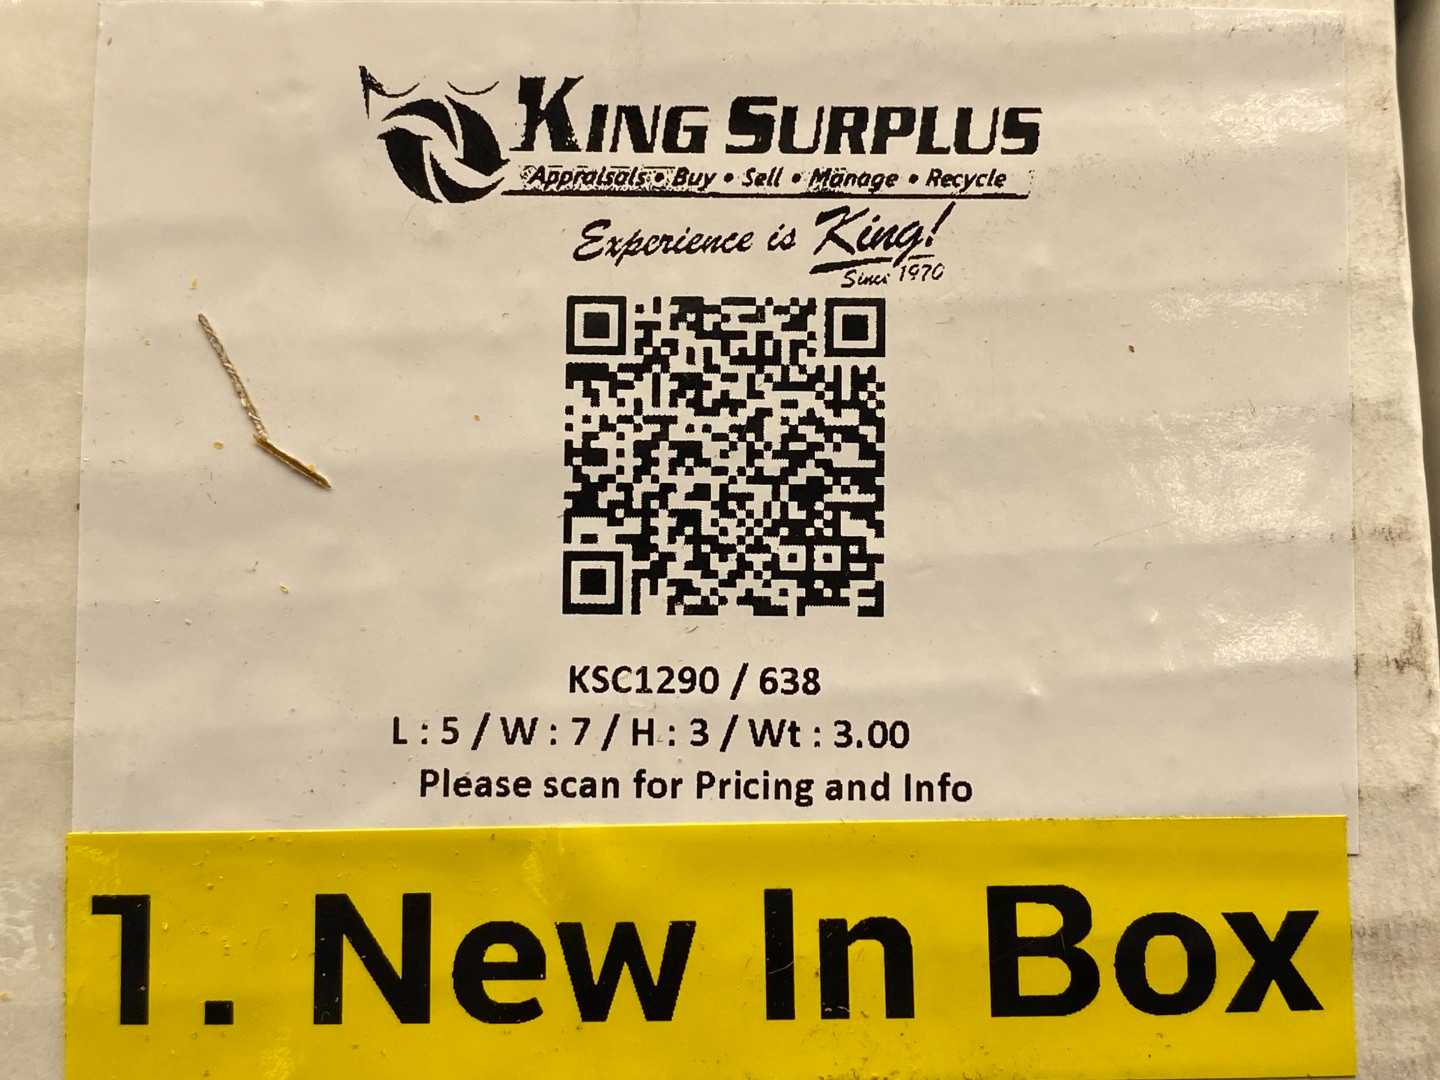 KING SURPLUS
Appraisals • Buy • Sell • Manage • Recycle
Experience is King!
Since 1970
KSC1290 / 638
L : 5 / W : 7 / H : 3 / Wt : 3.00
Please scan for Pricing and Info
1. New In Box